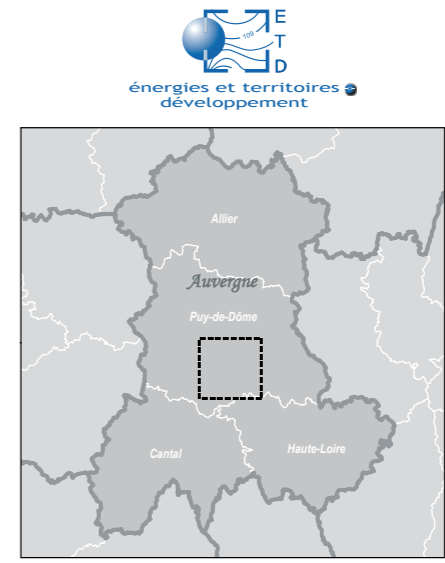 E
T
D
100
énergies et territoires
développement
Allier
Auvergne
Puy-de-Dôme
Cantal
Haute-Loire